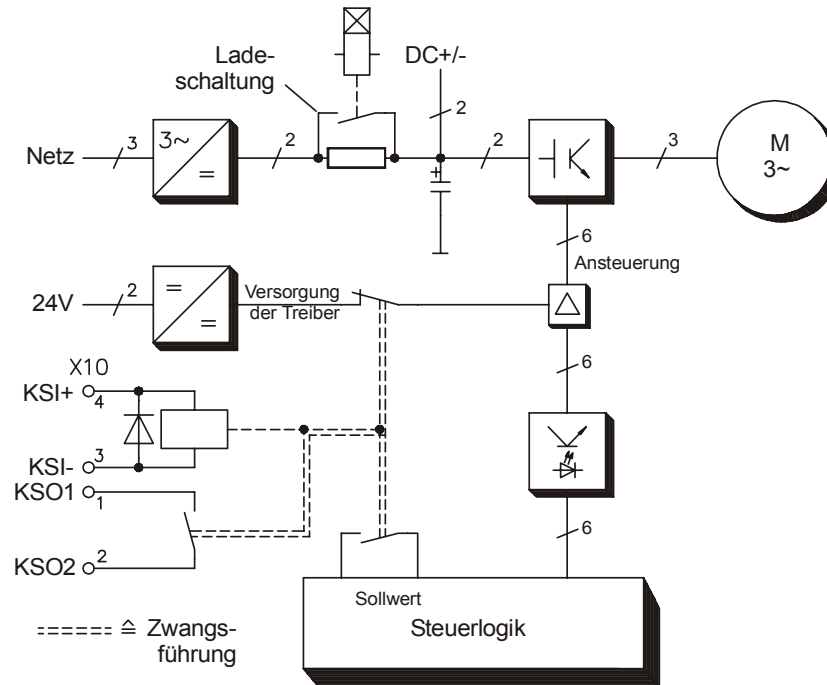 Lade-
schaltung
DC+/-
2
Netz
3
3~
=
2
2
3
M
3~
6
Ansteuerung
24V
2
=
=
Versorgung
der Treiber
X10
KSI+
4
6
KSI-
3
KSO1
1
6
KSO2
2
Sollwert
Steuerlogik
≙ Zwangs-
führung